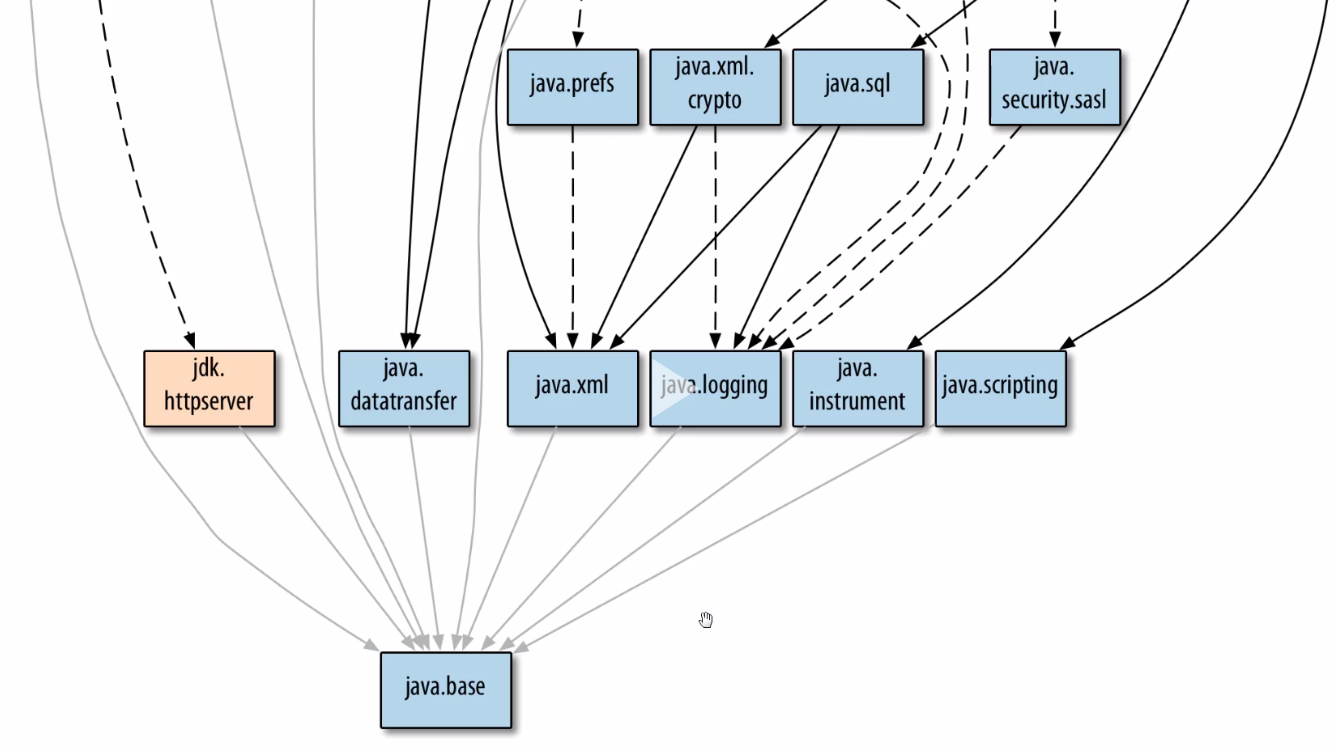 java.prefs
java.xml.
crypto
java.sql
java.
security.sasl
jdk.
httpserver
java.
datatransfer
java.xml
java.logging
java.
instrument
java.scripting
java.base